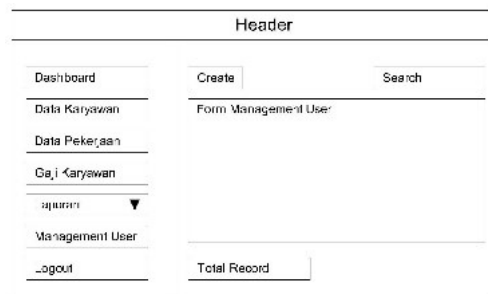 Header
Dashboard
Create
Search
Data Karyawan
Form Management User
Data Pekerjaan
Gaji Karyawan
Laporan ▼
Management User
Logout
Total Record